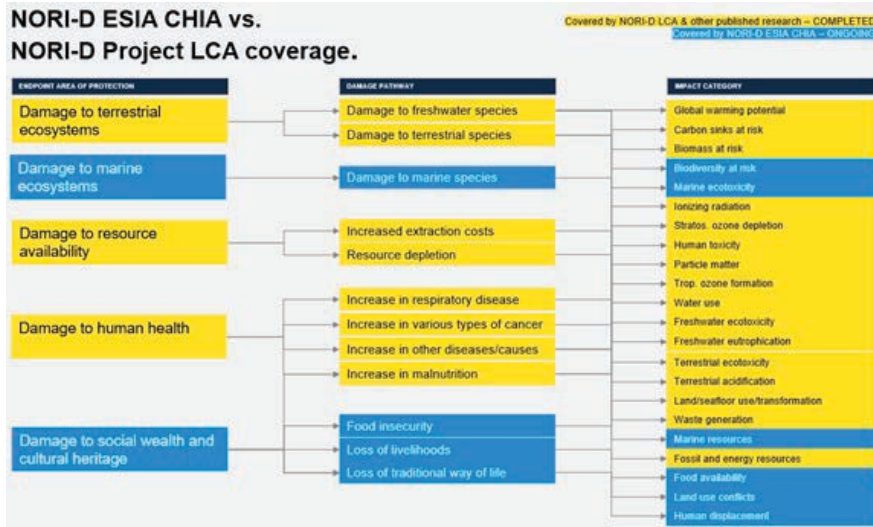 NORI-D ESIA CHIA vs.
NORI-D Project LCA coverage.
Covered by NORI-D LCA & other published research – COMPLETED
Covered by NORI-D ESIA CHIA – ONGOING
ENDPOINT AREA OF PROTECTION
Damage to terrestrial
ecosystems
Damage to marine
ecosystems
Damage to resource
availability
Damage to human health
Damage to social wealth and
cultural heritage
DAMAGE PATHWAY
Damage to freshwater species
Damage to terrestrial species
Damage to marine species
Increased extraction costs
Resource depletion
Increase in respiratory disease
Increase in various types of cancer
Increase in other diseases/causes
Increase in malnutrition
Food insecurity
Loss of livelihoods
Loss of traditional way of life
IMPACT CATEGORY
Global warming potential
Carbon sinks at risk
Biomass at risk
Biodiversity at risk
Marine ecotoxicity
Ionizing radiation
Stratos. ozone depletion
Human toxicity
Particle matter
Trop. ozone formation
Water use
Freshwater ecotoxicity
Freshwater eutrophication
Terrestrial ecotoxicity
Terrestrial acidification
Land/seafloor use/transformation
Waste generation
Marine resources
Fossil and energy resources
Food availability
Land use conflicts
Human displacement